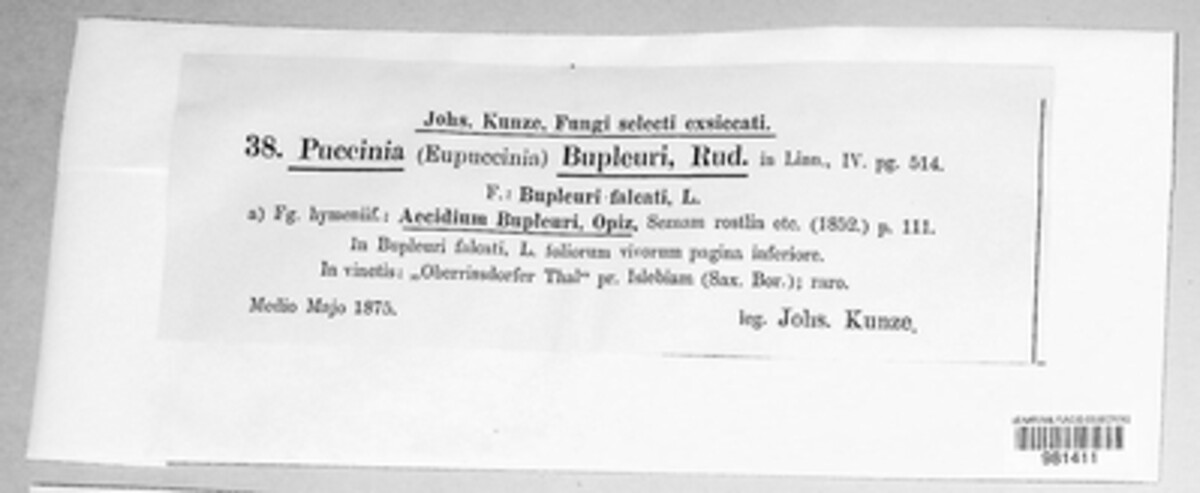 Johs. Kunze, Fungi selecti exsiccati.
38. Puccinia (Eupuccinia) Bupleuri, Rud. in Linn., IV. pg. 514.
F.: Bupleuri falcati, L.
a) Fg. hymeniif.: Aecidium Bupleuri, Opiz, Seznam rostlin etc. (1852.) p. 111.
In Bupleuri falcati, L. foliorum vivorum pagina inferiore.
In vinetis: „Oberrissdorfer Thal“ pr. Islebiam (Sax. Bor.); raro.
Medio Majo 1875.
leg. Johs. Kunze.
981411